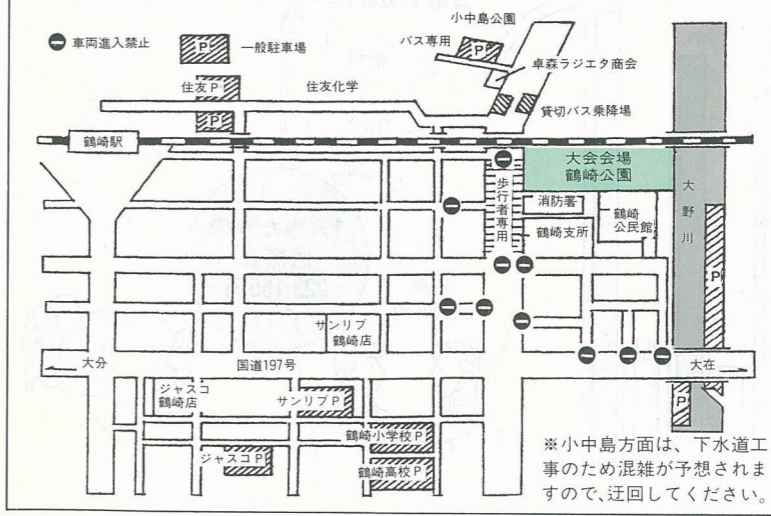 小中島公園
車両進入禁止
P 一般駐車場
バス専用
P
卓森ラジエタ商会
住友P
住友化学
貸切バス乗降場
P
鶴崎駅
大会会場
鶴崎公園
歩行者専用
消防署
鶴崎公民館
大野川
鶴崎支所
P
サンリブ
鶴崎店
大分
国道197号
大在
ジャスコ
鶴崎店
サンリブP
P
鶴崎小学校P
ジャスコP
鶴崎高校P
※小中島方面は、下水道工
事のため混雑が予想されま
すので、迂回してください。